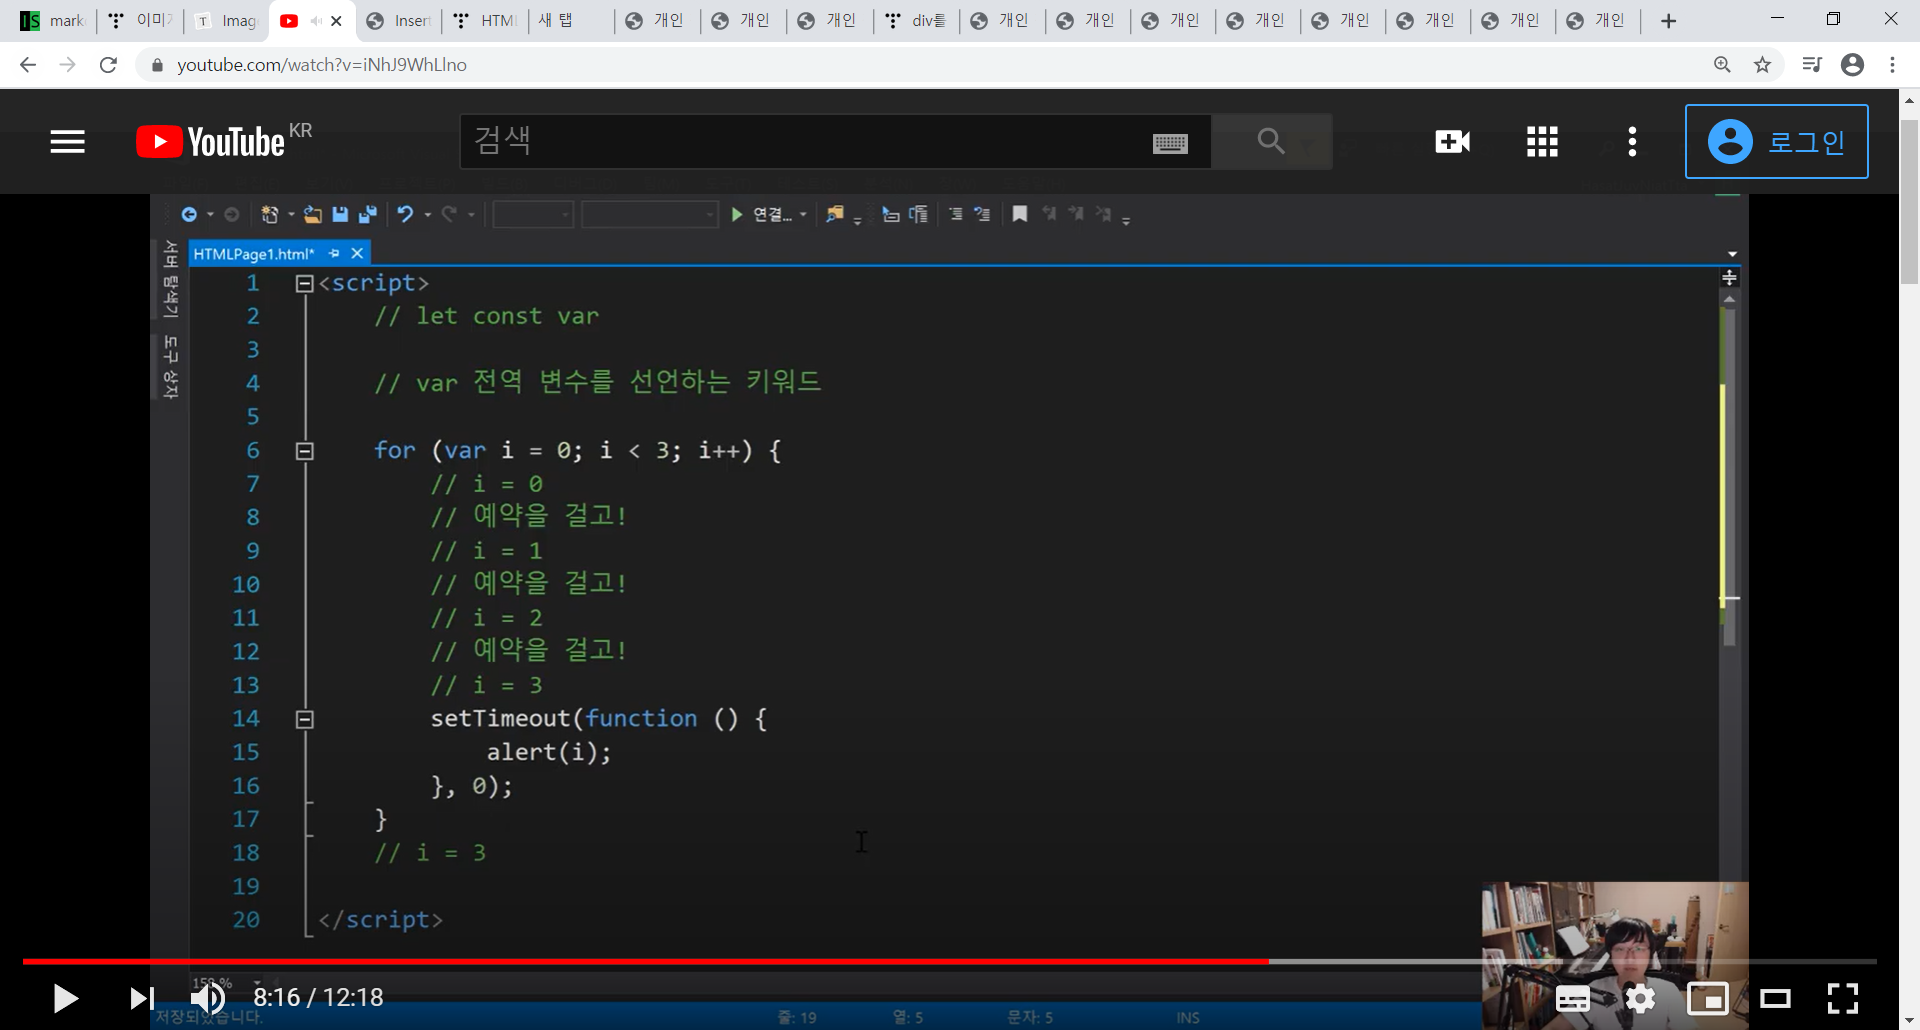 mark
이미지
Imag
Insert
HTML
새 탭
개인
개인
개인
div를
개인
개인
개인
개인
개인
개인
개인
개인
youtube.com/watch?v=iNhJ9WhLlno
YouTube KR
검색
로그인
연결...
서버 탐색기
도구 상자
HTMLPage1.html*
1 <script>
2 // let const var
3
4 // var 전역 변수를 선언하는 키워드
5
6 for (var i = 0; i < 3; i++) {
7 // i = 0
8 // 예약을 걸고!
9 // i = 1
10 // 예약을 걸고!
11 // i = 2
12 // 예약을 걸고!
13 // i = 3
14 setTimeout(function () {
15 alert(i);
16 }, 0);
17 }
18 // i = 3
19
20 </script>
8:16 / 12:18
저장되었습니다.
줄: 19
열: 5
문자: 5
INS